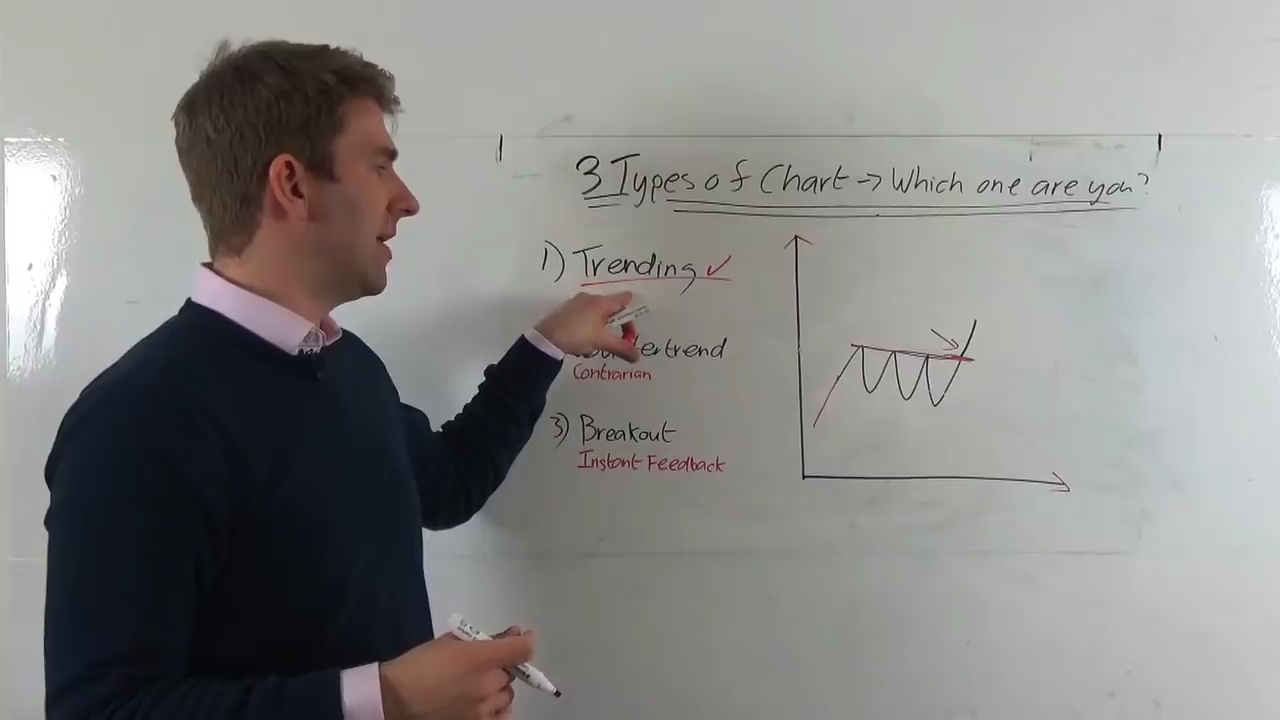 3 Types of Chart → Which one are you?
1) Trending ✓
Contrarian
3) Breakout
Instant Feedback